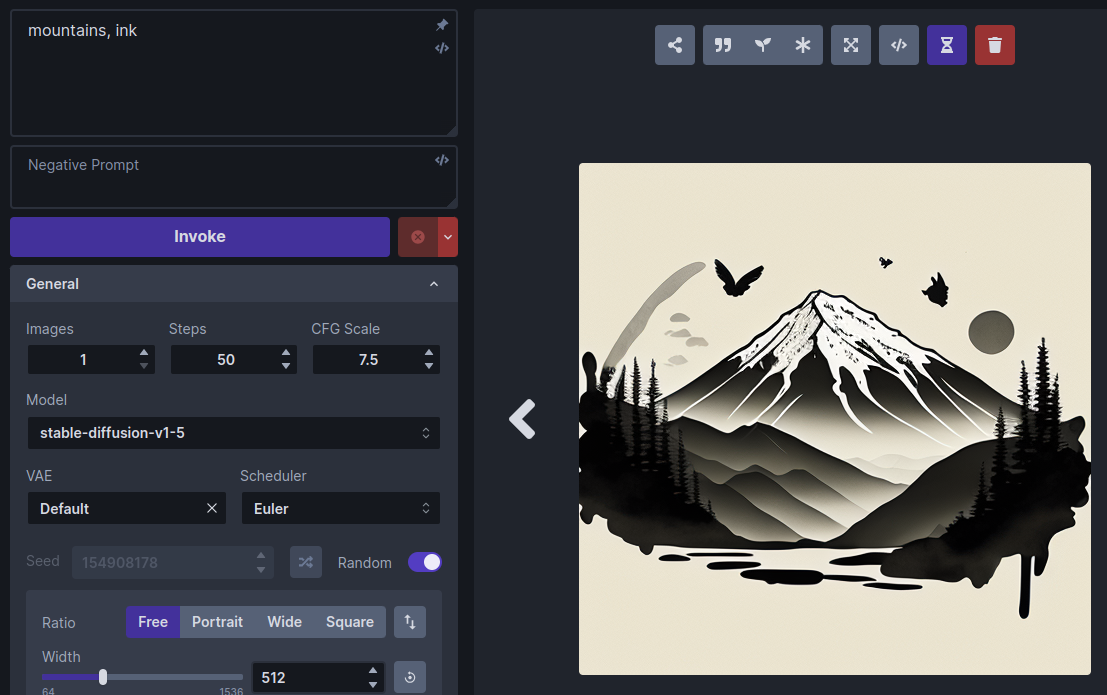 mountains, ink
Negative Prompt
Invoke
General
Images
Steps
CFG Scale
1
50
7.5
Model
stable-diffusion-v1-5
VAE
Scheduler
Default
Euler
Seed
154908178
Random
Ratio
Free
Portrait
Wide
Square
Width
512
64
1536